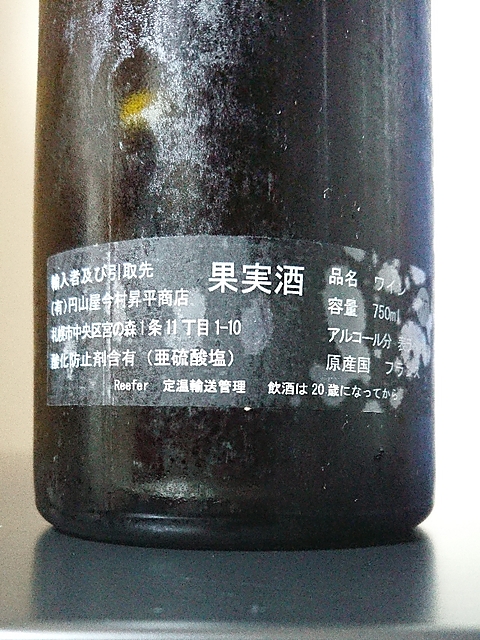 輸入者及び引取先
(有)円山屋今村昇平商店
札幌市中央区宮の森1条11丁目1-10
酸化防止剤含有（亜硫酸塩）
Reefer 定温輸送管理
果実酒
品名 ワイン
容量 750ml
アルコール分
原産国 フランス
飲酒は20歳になってから